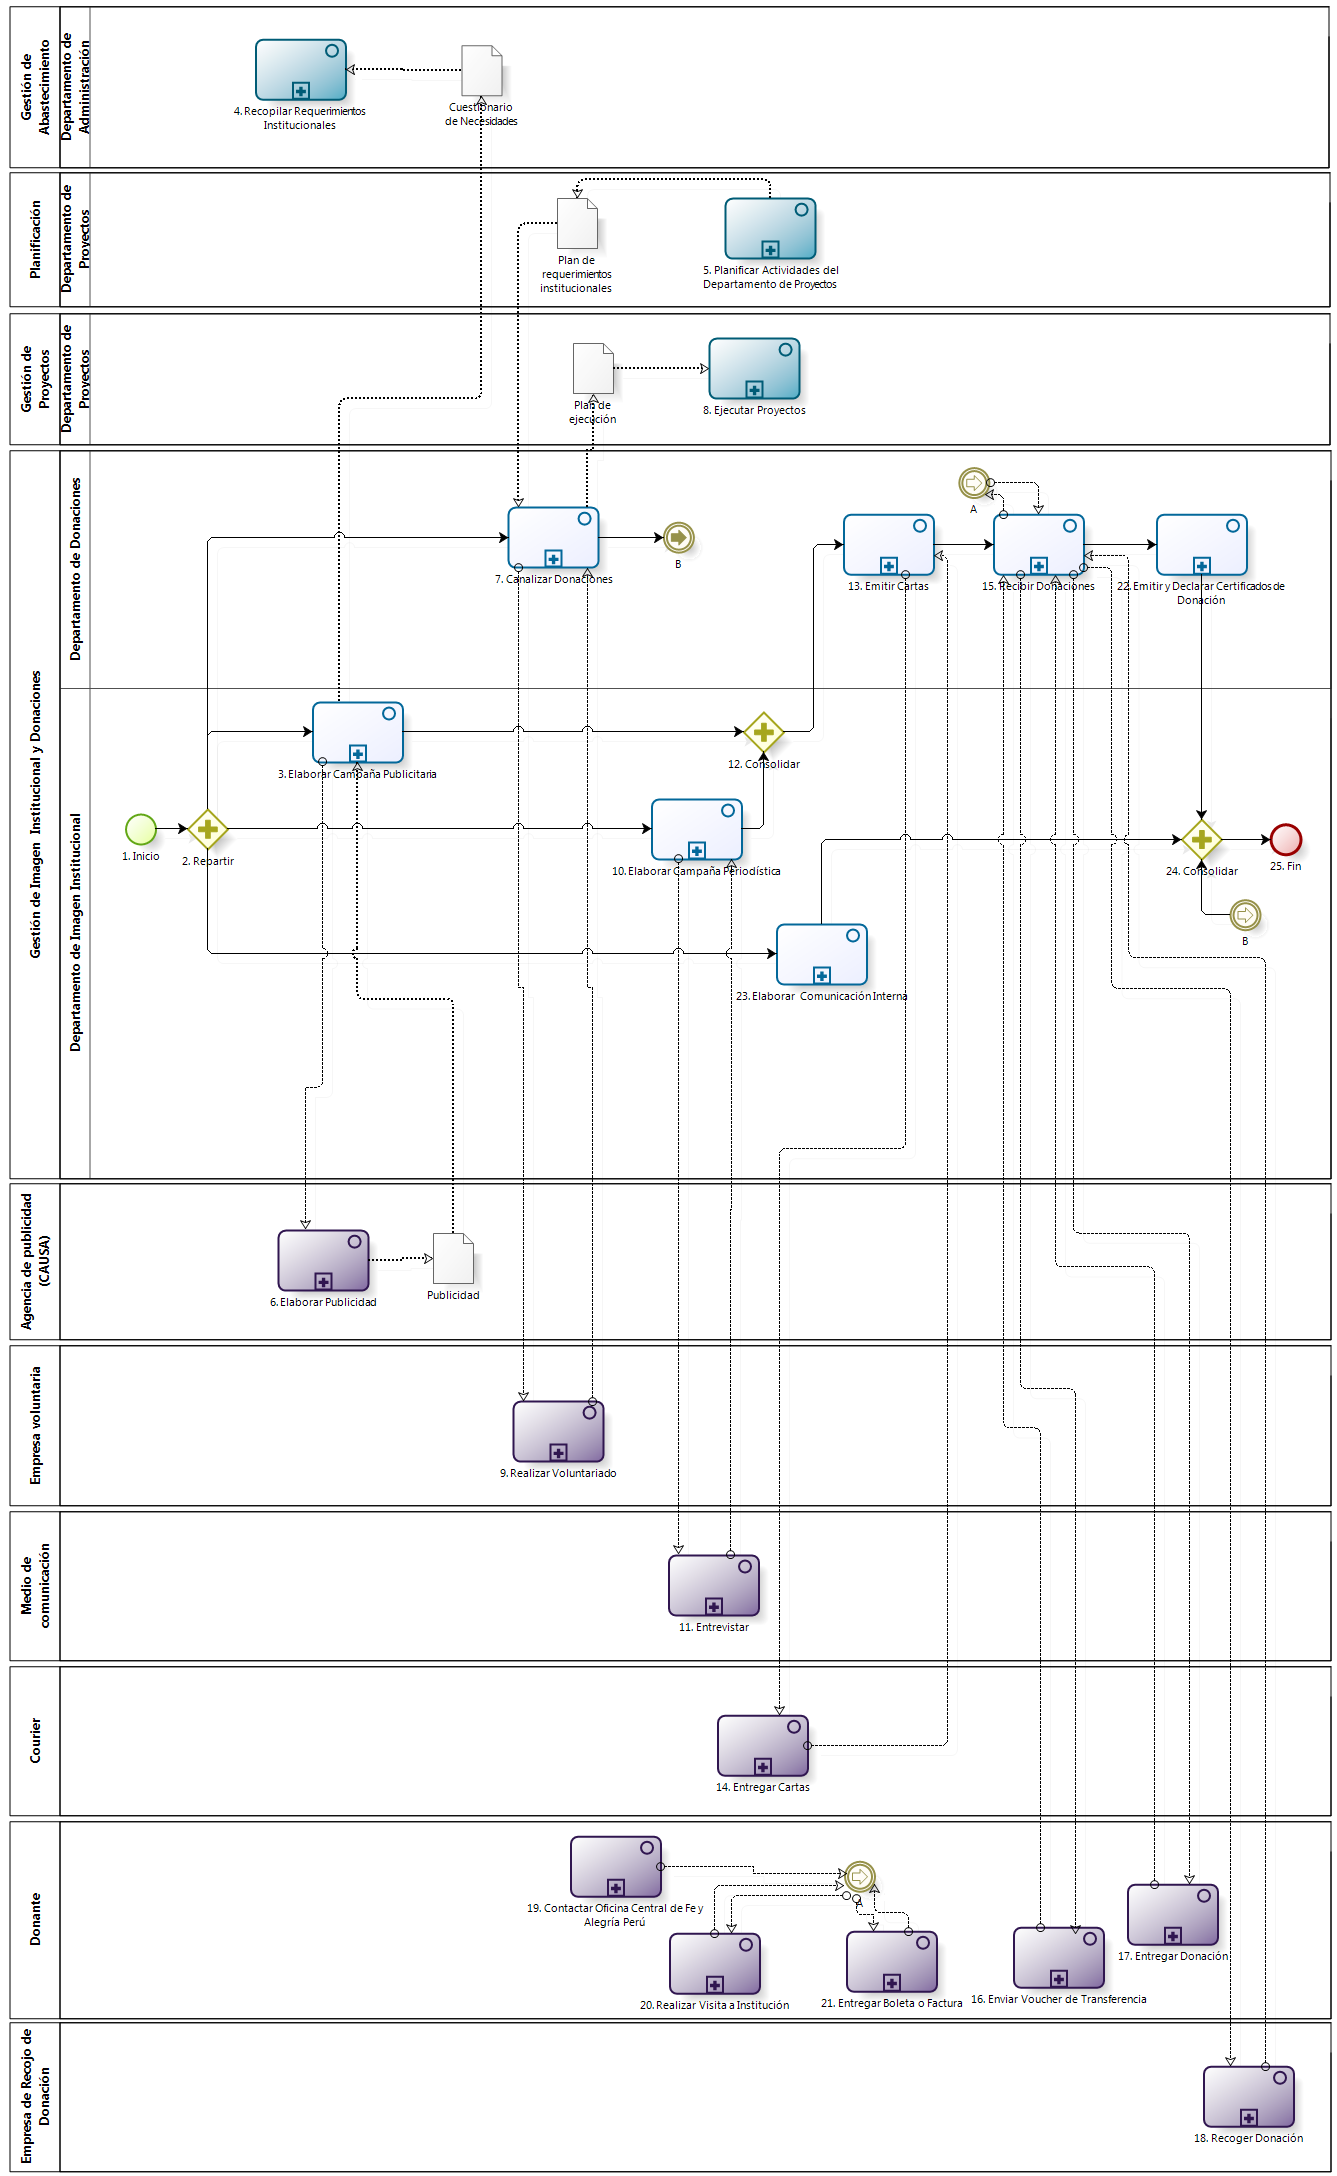 Gestión de
Abastecimiento
Departamento de
Administración
4. Recopilar Requerimientos
Institucionales
Cuestionario
de Necesidades
Planificación
Departamento de
Proyectos
Plan de
requerimientos
institucionales
5. Planificar Actividades del
Departamento de Proyectos
Gestión de
Proyectos
Departamento de
Proyectos
Plan de
ejecución
8. Ejecutar Proyectos
Gestión de Imagen Institucional y Donaciones
Departamento de Donaciones
7. Canalizar Donaciones
B
13. Emitir Cartas
A
15. Recibir Donaciones
22. Emitir y Declarar Certificados de
Donación
Departamento de Imagen Institucional
3. Elaborar Campaña Publicitaria
12. Consolidar
1. Inicio
2. Repartir
10. Elaborar Campaña Periodística
24. Consolidar
25. Fin
B
23. Elaborar Comunicación Interna
Agencia de publicidad
(CAUSA)
6. Elaborar Publicidad
Publicidad
Empresa voluntaria
9. Realizar Voluntariado
Medio de
comunicación
11. Entrevistar
Courier
14. Entregar Cartas
Donante
19. Contactar Oficina Central de Fe y
Alegría Perú
A
20. Realizar Visita a Institución
21. Entregar Boleta o Factura
16. Enviar Voucher de Transferencia
17. Entregar Donación
Empresa de Recojo de
Donación
18. Recoger Donación